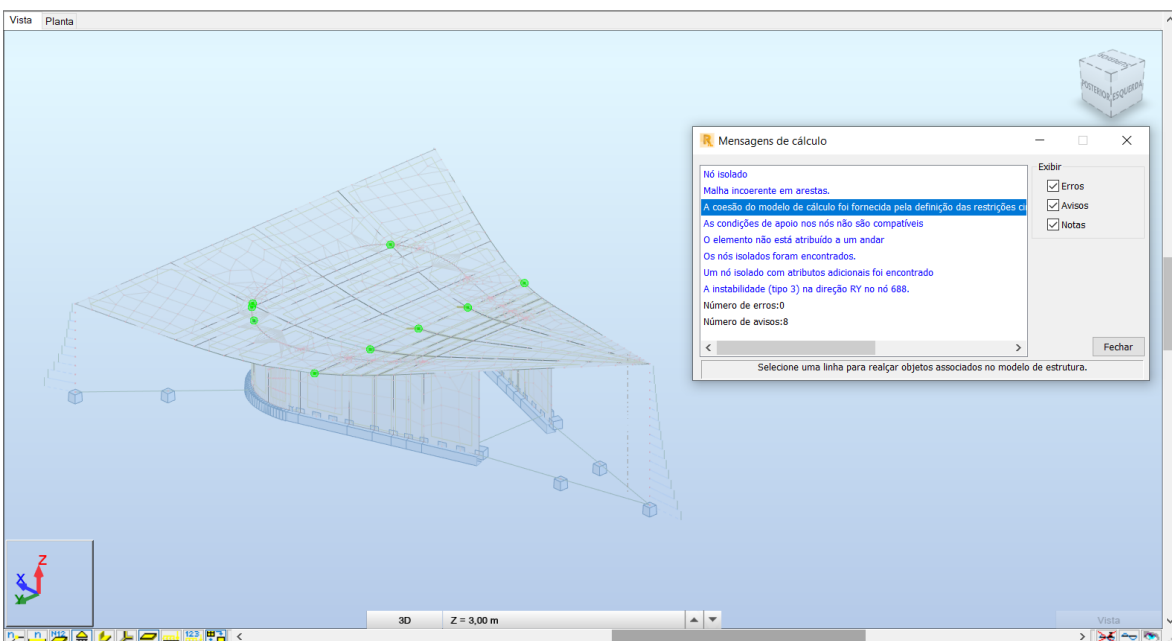 Vista Planta
POSTERIOR ESQUERDA
Mensagens de cálculo
Nó isolado
Malha incoerente em arestas.
A coesão do modelo de cálculo foi fornecida pela definição das restrições ci
As condições de apoio nos nós não são compatíveis
O elemento não está atribuído a um andar
Os nós isolados foram encontrados.
Um nó isolado com atributos adicionais foi encontrado
A instabilidade (tipo 3) na direção RY no nó 688.
Número de erros:0
Número de avisos:8
Exibir
Erros
Avisos
Notas
Fechar
Selecione uma linha para realçar objetos associados no modelo de estrutura.
Z
X
Y
3D Z = 3,00 m
Vista